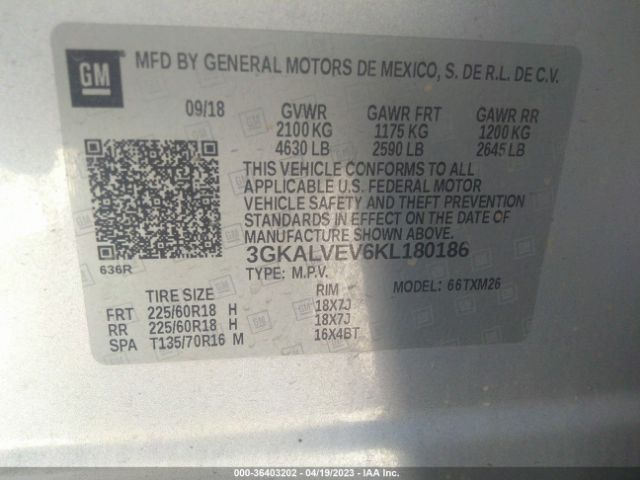 GM MFD BY GENERAL MOTORS DE MEXICO, S. DE R.L. DE C.V.
09/18 GVWR GAWR FRT GAWR RR
2100 KG 1175 KG 1200 KG
4630 LB 2590 LB 2645 LB
THIS VEHICLE CONFORMS TO ALL
APPLICABLE U.S. FEDERAL MOTOR
VEHICLE SAFETY AND THEFT PREVENTION
STANDARDS IN EFFECT ON THE DATE OF
MANUFACTURE SHOWN ABOVE.
636R 3GKALVEV6KL180186
TYPE: M.P.V. MODEL: 66TXM26
TIRE SIZE RIM
FRT 225/60R18 H 18X7J
RR 225/60R18 H 18X7J
SPA T135/70R16 M 16X4BT
000-36403202 - 04/19/2023 - IAA Inc.